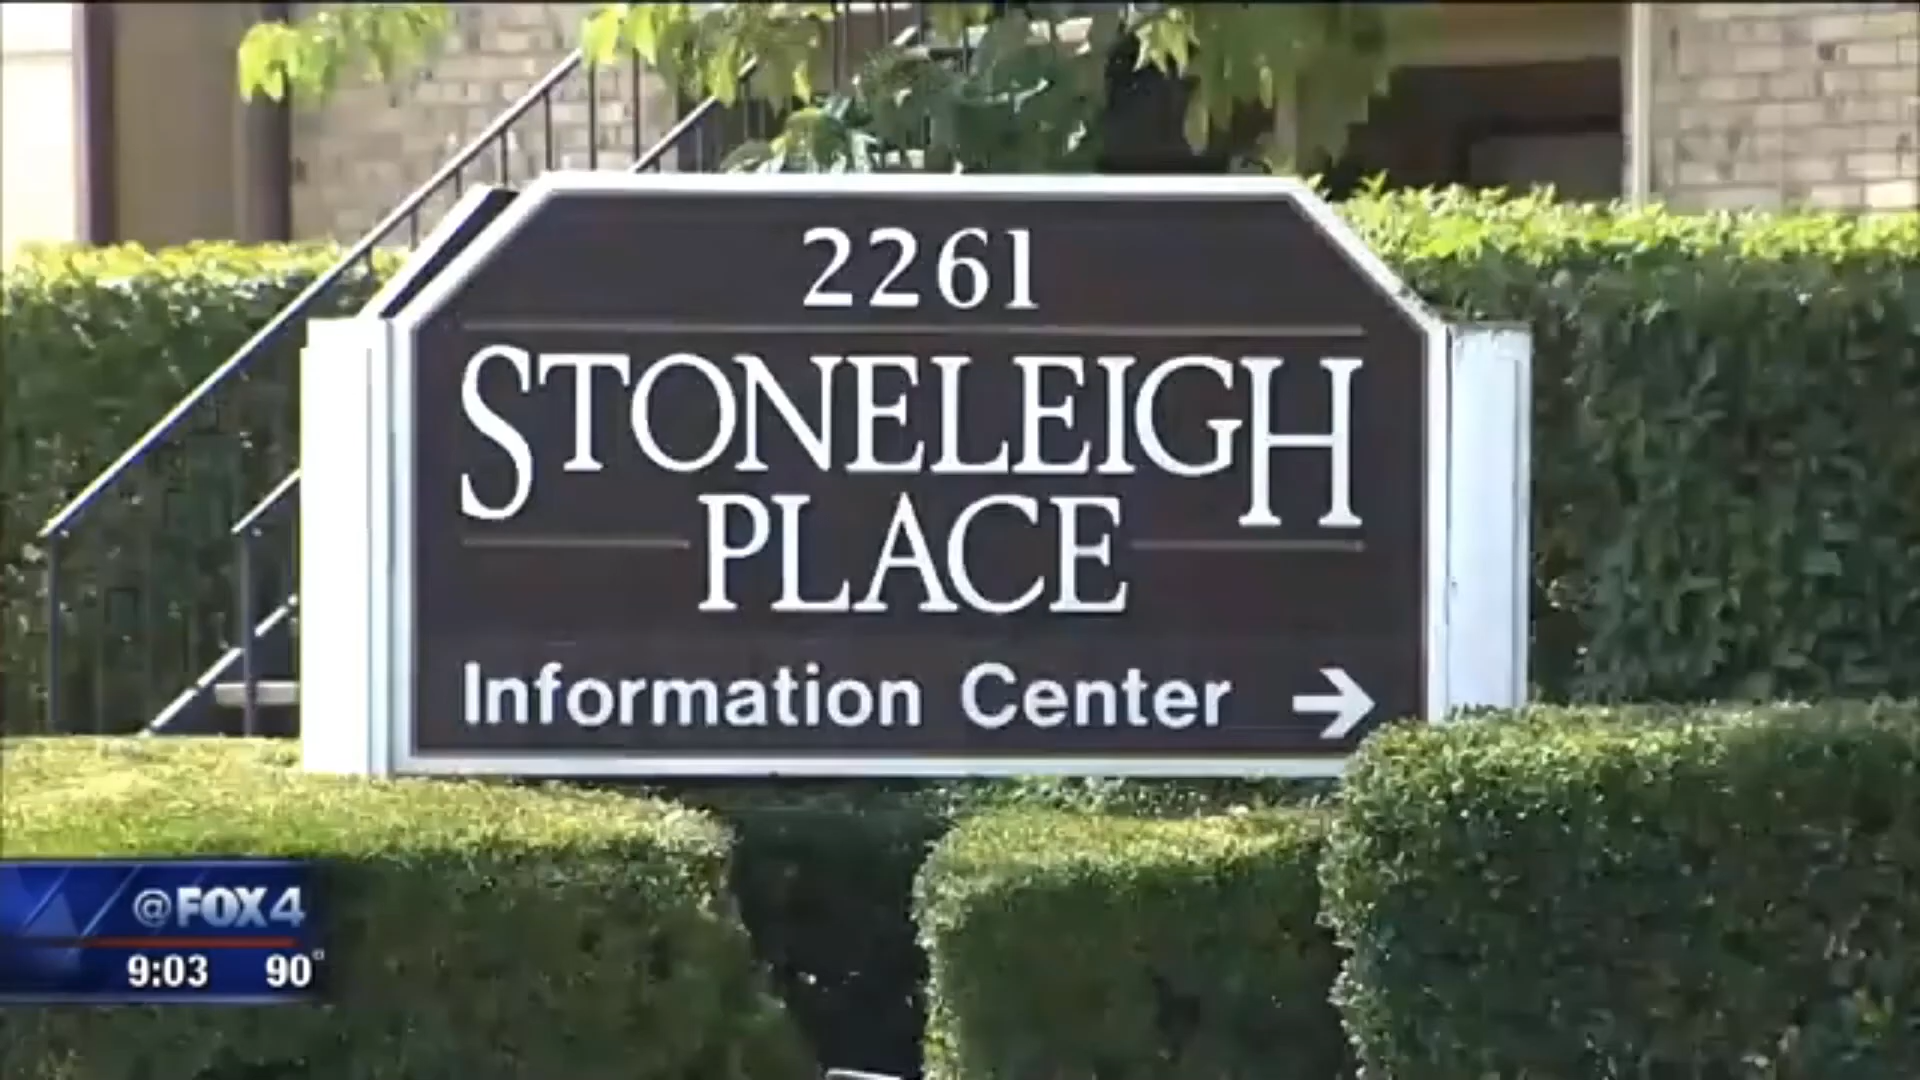 2261
STONELEIGH
PLACE
Information Center →
@FOX4
9:03 90°